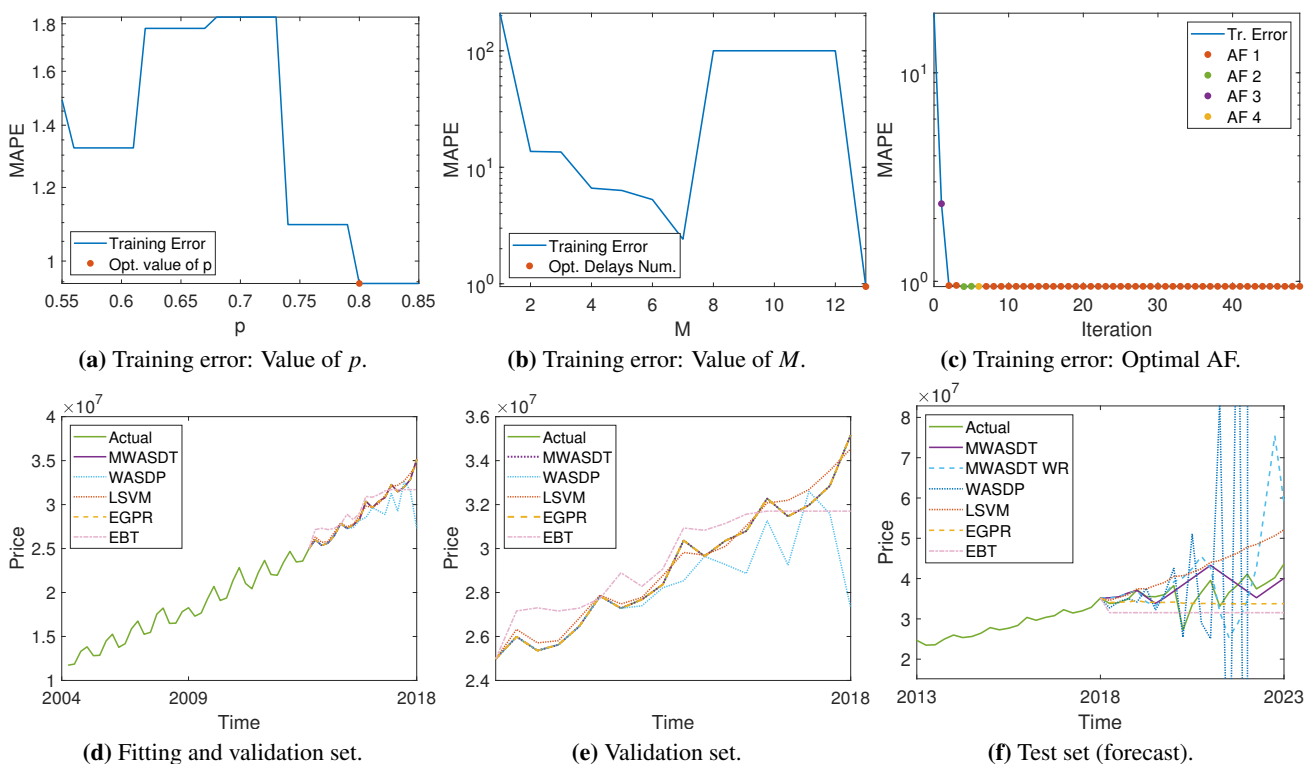 1.8
1.6
1.4
1.2
1
MAPE
Training Error
Opt. value of p
0.55 0.6 0.65 0.7 0.75 0.8 0.85
p
(a) Training error: Value of p.
10^2
10^1
10^0
MAPE
Training Error
Opt. Delays Num.
2 4 6 8 10 12
M
(b) Training error: Value of M.
10^1
10^0
MAPE
Tr. Error
AF 1
AF 2
AF 3
AF 4
0 10 20 30 40
Iteration
(c) Training error: Optimal AF.
×10^7
4
3.5
3
2.5
2
1.5
1
Price
Actual
MWASDT
WASDP
LSVM
EGPR
EBT
2004 2009 2018
Time
(d) Fitting and validation set.
×10^7
3.6
3.4
3.2
3
2.8
2.6
2.4
Price
Actual
MWASDT
WASDP
LSVM
EGPR
EBT
2018
Time
(e) Validation set.
×10^7
8
7
6
5
4
3
2
Price
Actual
MWASDT
MWASDT WR
WASDP
LSVM
EGPR
EBT
2013 2018 2023
Time
(f) Test set (forecast).